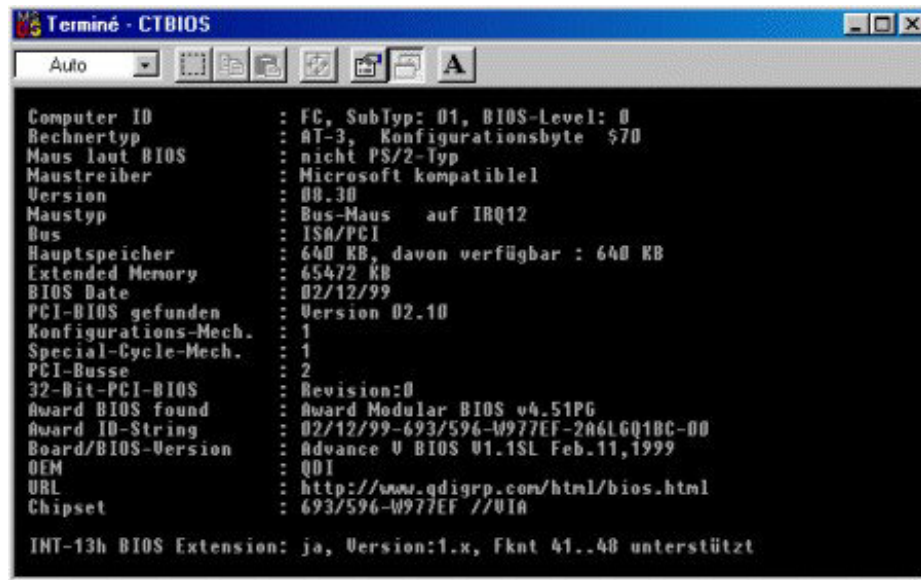 Terminé - CTBIOS
Auto
A
Computer ID : FC, SubTyp: 01, BIOS-Level: 0
Rechnertyp : AT-3, Konfigurationsbyte $70
Maus laut BIOS : nicht PS/2-Typ
Maustreiber : Microsoft kompatiblel
Version : 08.30
Maustyp : Bus-Maus auf IRQ12
Bus : ISA/PCI
Hauptspeicher : 640 KB, davon verfügbar : 640 KB
Extended Memory : 65472 KB
BIOS Date : 02/12/99
PCI-BIOS gefunden : Version 02.10
Konfigurations-Mech. : 1
Special-Cycle-Mech. : 1
PCI-Busse : 2
32-Bit-PCI-BIOS : Revision:0
Award BIOS found : Award Modular BIOS v4.51PG
Award ID-String : 02/12/99-693/596-W977EF-2A6LGQ1BC-00
Board/BIOS-Version : Advance V BIOS V1.1SL Feb.11,1999
OEM : QDI
URL : http://www.qdigrp.com/html/bios.html
Chipset : 693/596-W977EF //VIA
INT-13h BIOS Extension: ja, Version:1.x, Fknt 41..48 unterstützt